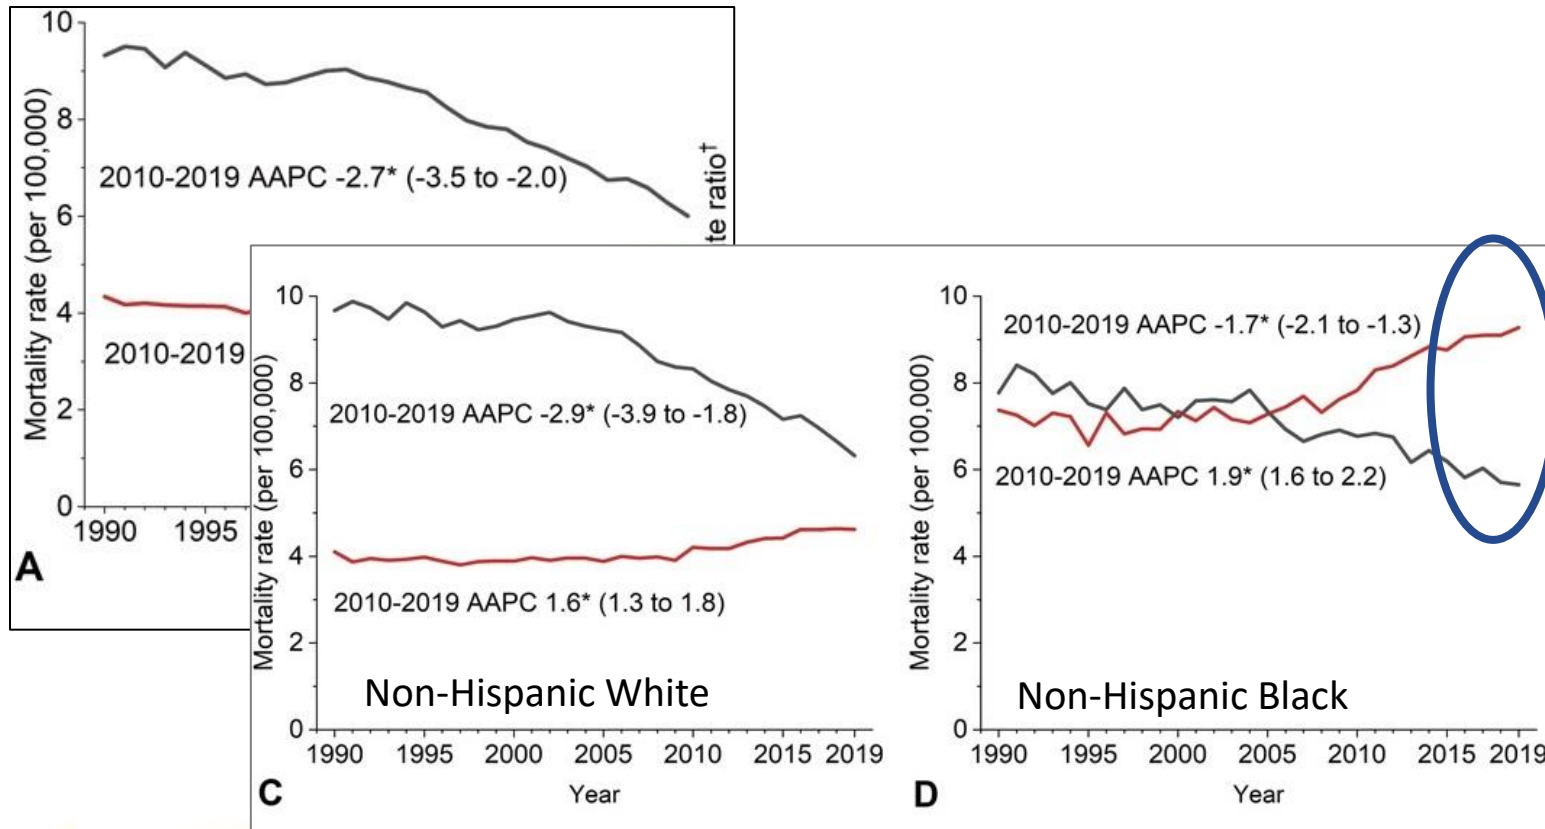 Mortality rate (per 100,000)
10
8
6
4
2
0
2010-2019 AAPC -2.7* (-3.5 to -2.0)
2010-2019
1990
1995
A
te ratio†
Mortality rate (per 100,000)
10
8
6
4
2
0
2010-2019 AAPC -2.9* (-3.9 to -1.8)
2010-2019 AAPC 1.6* (1.3 to 1.8)
Non-Hispanic White
1990 1995 2000 2005 2010 2015 2019
C
Year
Mortality rate (per 100,000)
10
8
6
4
2
0
2010-2019 AAPC -1.7* (-2.1 to -1.3)
2010-2019 AAPC 1.9* (1.6 to 2.2)
Non-Hispanic Black
1990 1995 2000 2005 2010 2015 2019
D
Year